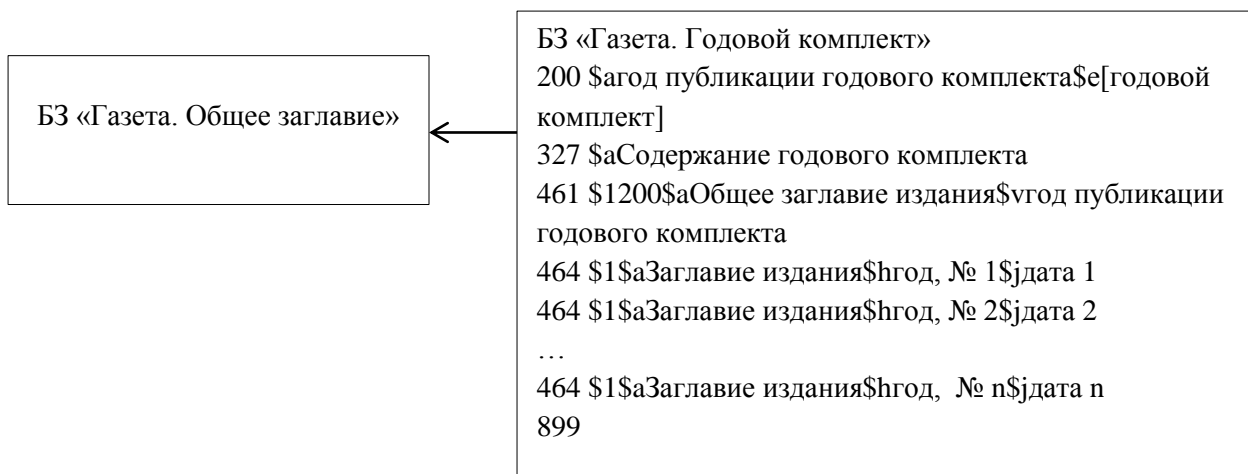 БЗ «Газета. Общее заглавие»
БЗ «Газета. Годовой комплект»
200 $aгод публикации годового комплекта$e[годовой
комплект]
327 $aСодержание годового комплекта
461 $1200$aОбщее заглавие издания$vгод публикации
годового комплекта
464 $1$aЗаглавие издания$hгод, № 1$jдата 1
464 $1$aЗаглавие издания$hгод, № 2$jдата 2
…
464 $1$aЗаглавие издания$hгод,  № n$jдата n
899